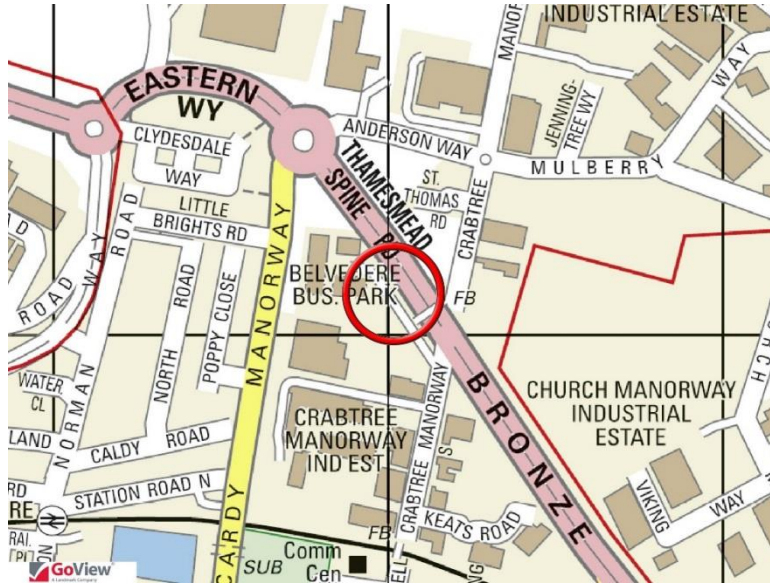 INDUSTRIAL ESTATE
MANOR
EASTERN
WY
CLYDESDALE
WAY
ANDERSON WAY
JENNING-
TREE WY
WAY
MULBERRY
THAMESMEAD
SPINE RD
ST.
THOMAS
RD
CRABTREE
LITTLE
BRIGHTS RD
ROAD
WAY
ROAD
NORTH ROAD
POPPY CLOSE
MANORWAY
BELVEDERE
BUS. PARK
FB
BRONZE
CHURCH MANORWAY
INDUSTRIAL
ESTATE
WATER
CL
NORMAN
CALDY ROAD
CRABTREE
MANORWAY
IND EST
CRABTREE MANORWAY S
STATION ROAD N
KEATS ROAD
VIKING
WAY
FB
CARDY
SUB
Comm
Cen
GoView
A Landmark Company